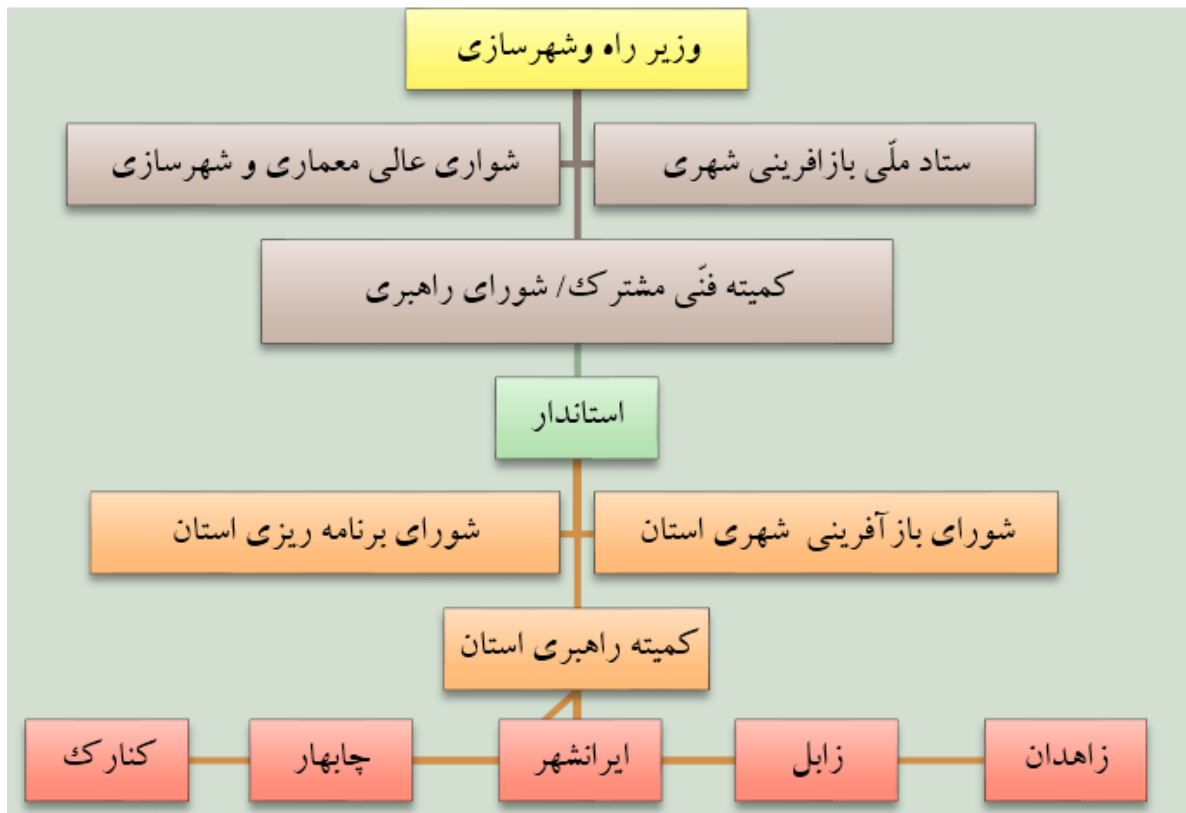 وزیر راه وشهرسازی
ستاد ملّی بازافرینی شهری
شواری عالی معماری و شهرسازی
کمیته فنّی مشترک/ شورای راهبری
استاندار
شورای بازآفرینی شهری استان
شورای برنامه ریزی استان
کمیته راهبری استان
زاهدان
زابل
ایرانشهر
چابهار
کنارک